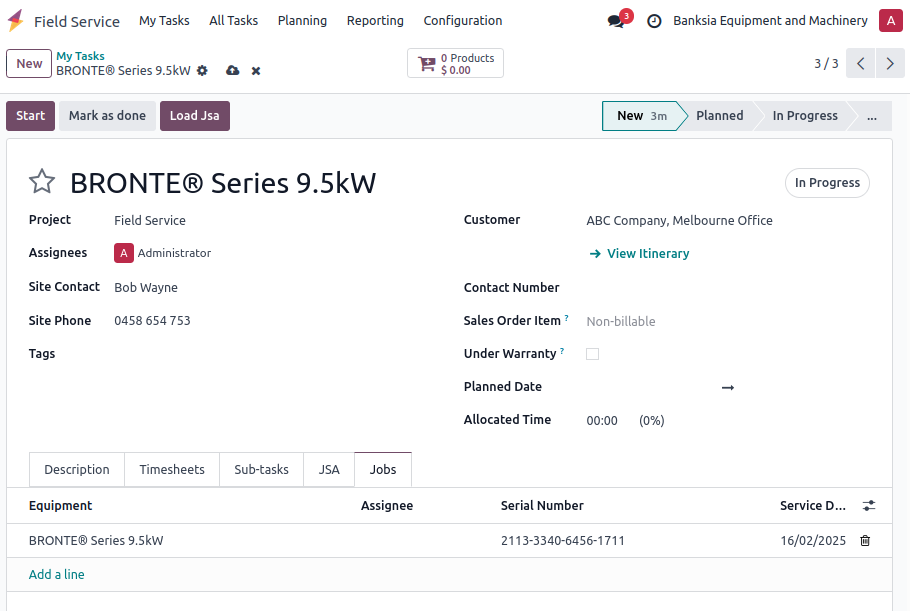 Field Service My Tasks All Tasks Planning Reporting Configuration 3 Banksia Equipment and Machinery A
New My Tasks 0 Products
BRONTE® Series 9.5kW $ 0.00 3 / 3
Start Mark as done Load Jsa New 3m Planned In Progress ...
BRONTE® Series 9.5kW In Progress
Project Field Service Customer ABC Company, Melbourne Office
Assignees A Administrator → View Itinerary
Site Contact Bob Wayne Contact Number
Site Phone 0458 654 753 Sales Order Item ? Non-billable
Tags Under Warranty ?
Planned Date →
Allocated Time 00:00 (0%)
Description Timesheets Sub-tasks JSA Jobs
Equipment Assignee Serial Number Service D...
BRONTE® Series 9.5kW 2113-3340-6456-1711 16/02/2025
Add a line